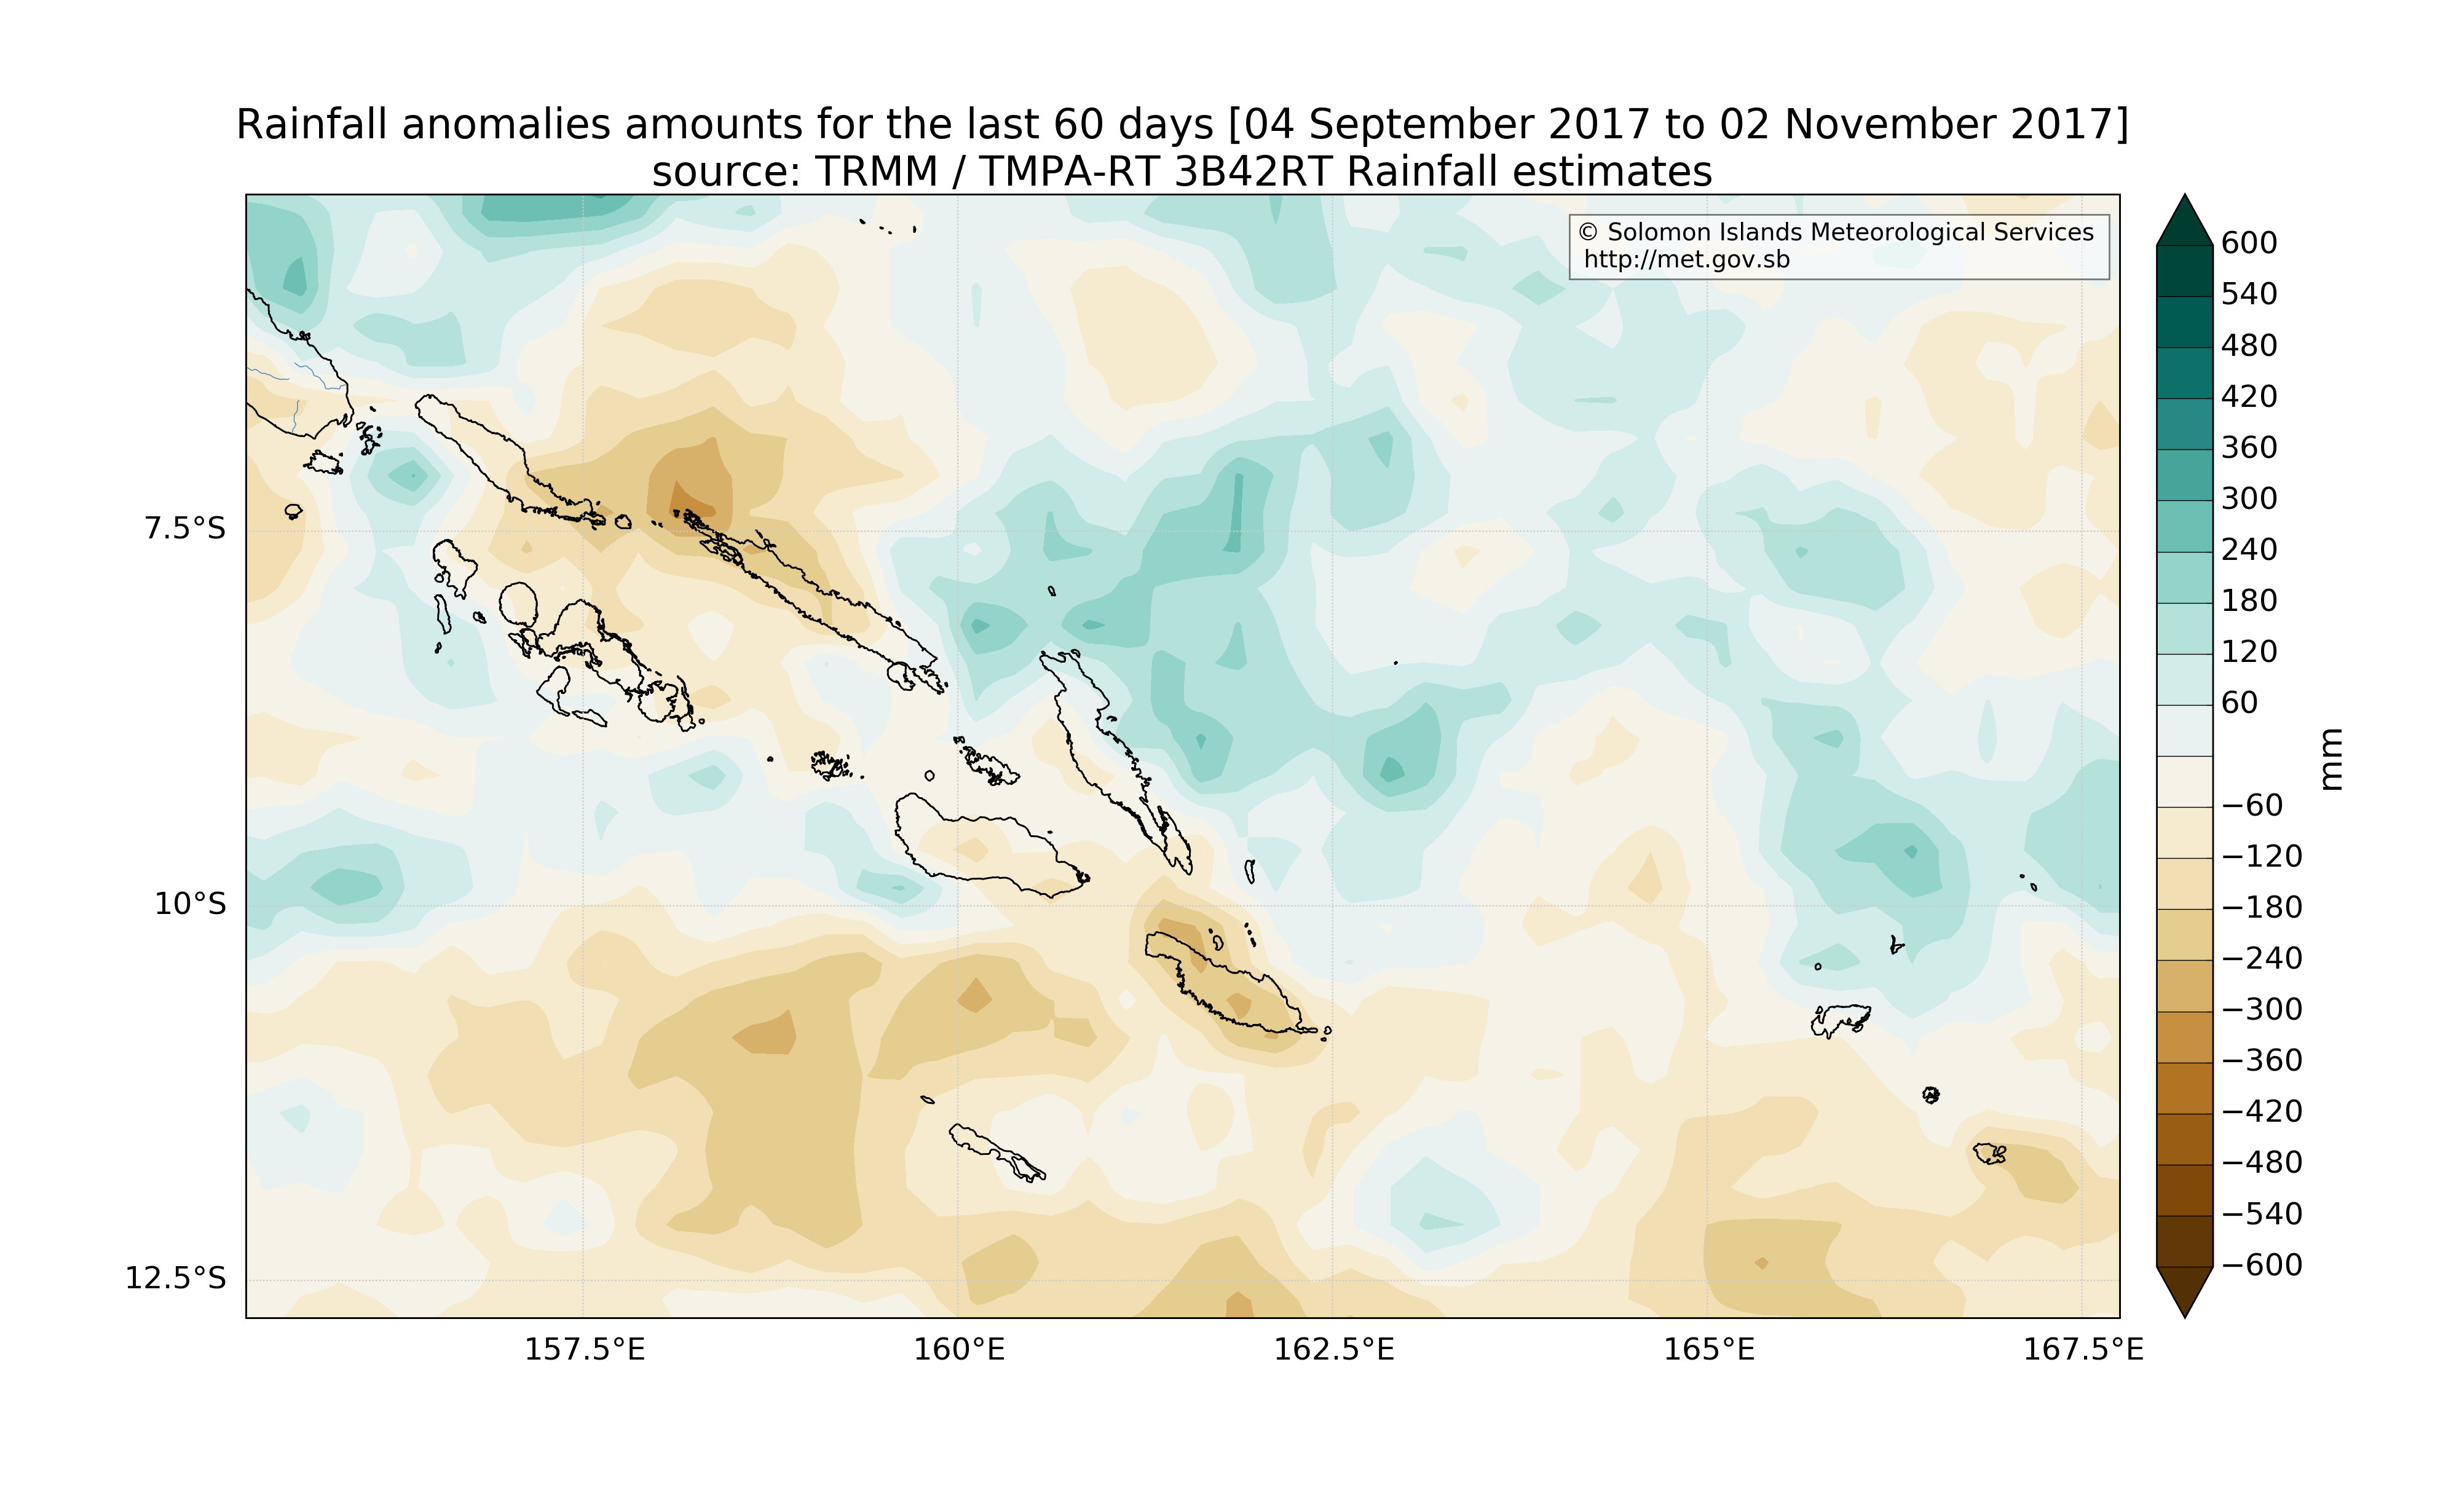 Rainfall anomalies amounts for the last 60 days [04 September 2017 to 02 November 2017]
source: TRMM / TMPA-RT 3B42RT Rainfall estimates
© Solomon Islands Meteorological Services
http://met.gov.sb
7.5°S
10°S
12.5°S
157.5°E
160°E
162.5°E
165°E
167.5°E
600
540
480
420
360
300
240
180
120
60
−60
−120
−180
−240
−300
−360
−420
−480
−540
−600
mm